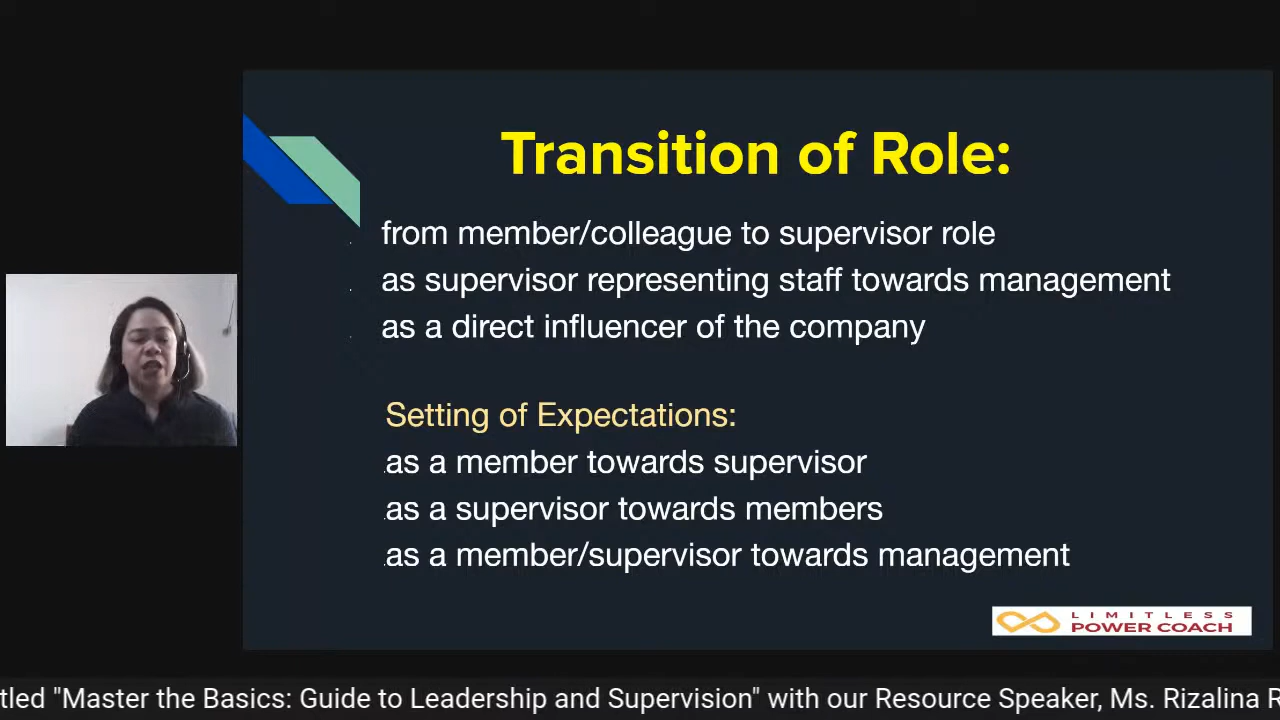 Transition of Role:
from member/colleague to supervisor role
as supervisor representing staff towards management
as a direct influencer of the company
Setting of Expectations:
as a member towards supervisor
as a supervisor towards members
as a member/supervisor towards management
LIMITLESS
POWER COACH
"Master the Basics: Guide to Leadership and Supervision" with our Resource Speaker, Ms. Rizalina